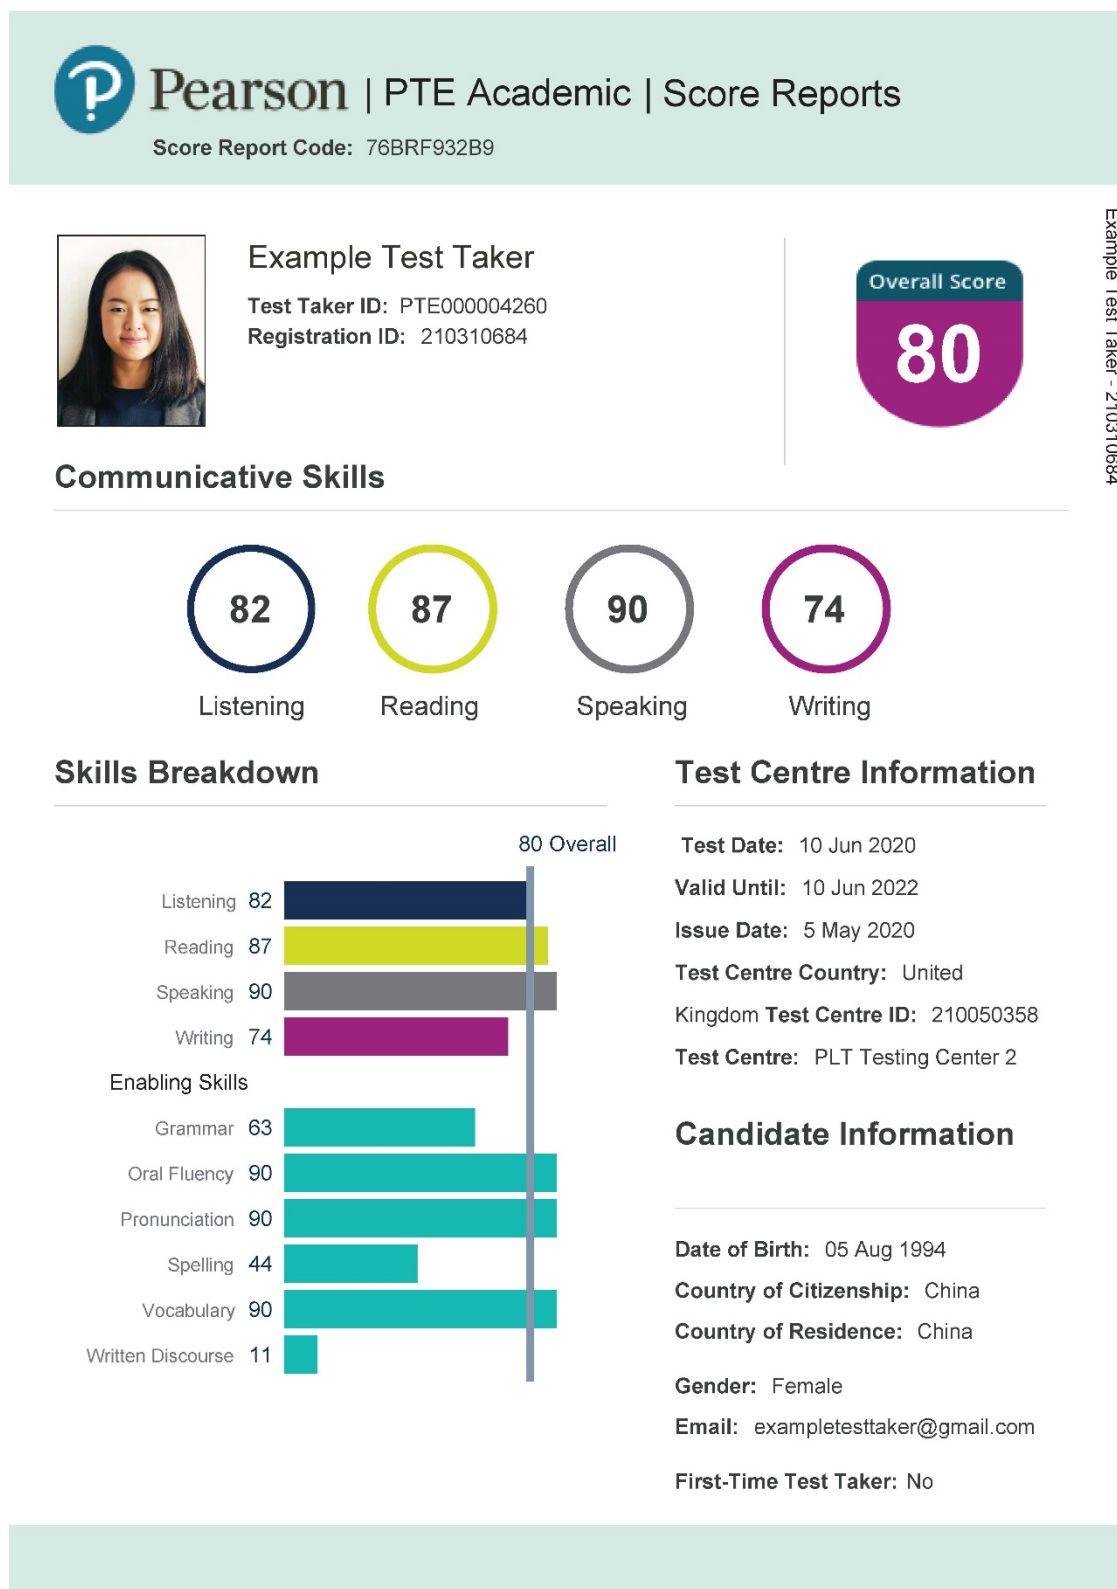 Pearson | PTE Academic | Score Reports
Score Report Code: 76BRF932B9
Example Test Taker
Test Taker ID: PTE000004260
Registration ID: 210310684
Overall Score
80
Example Test Taker - 210310684
Communicative Skills
82 87 90 74
Listening Reading Speaking Writing
Skills Breakdown
80 Overall
Listening 82
Reading 87
Speaking 90
Writing 74
Enabling Skills
Grammar 63
Oral Fluency 90
Pronunciation 90
Spelling 44
Vocabulary 90
Written Discourse 11
Test Centre Information
Test Date: 10 Jun 2020
Valid Until: 10 Jun 2022
Issue Date: 5 May 2020
Test Centre Country: United
Kingdom Test Centre ID: 210050358
Test Centre: PLT Testing Center 2
Candidate Information
Date of Birth: 05 Aug 1994
Country of Citizenship: China
Country of Residence: China
Gender: Female
Email: exampletesttaker@gmail.com
First-Time Test Taker: No